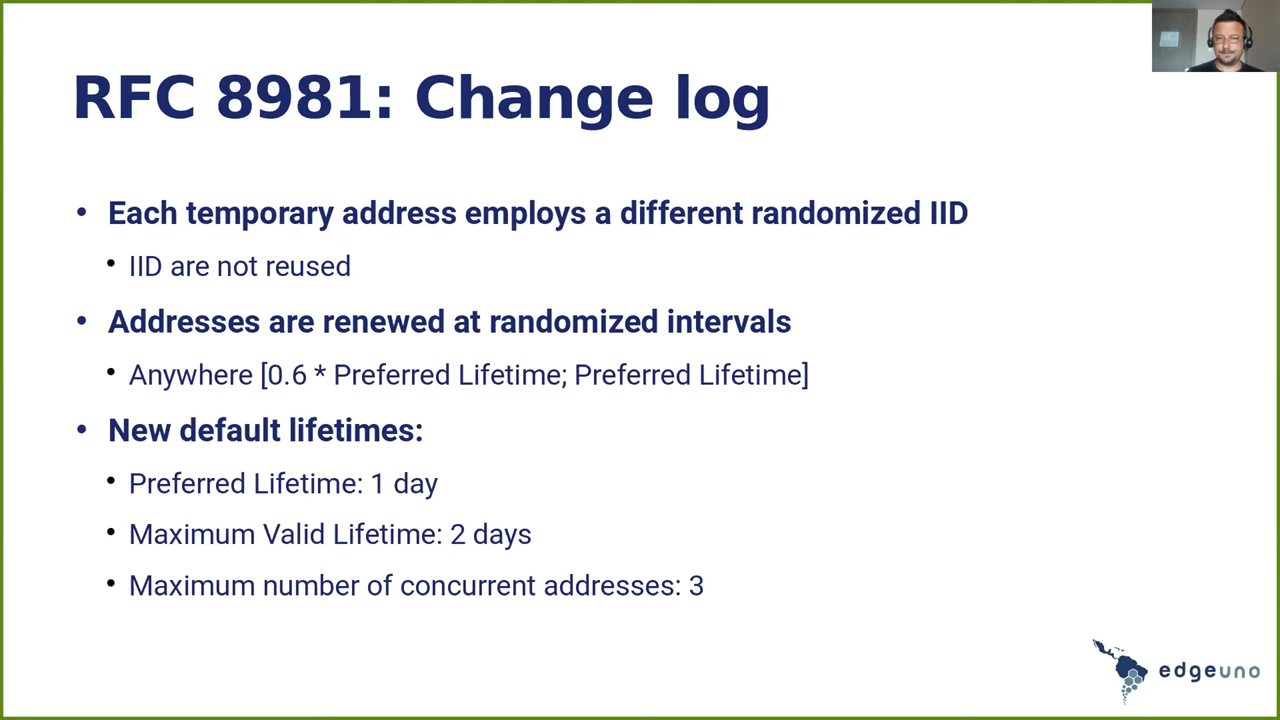 RFC 8981: Change log
• Each temporary address employs a different randomized IID
• IID are not reused
• Addresses are renewed at randomized intervals
• Anywhere [0.6 * Preferred Lifetime; Preferred Lifetime]
• New default lifetimes:
• Preferred Lifetime: 1 day
• Maximum Valid Lifetime: 2 days
• Maximum number of concurrent addresses: 3
edgeuno